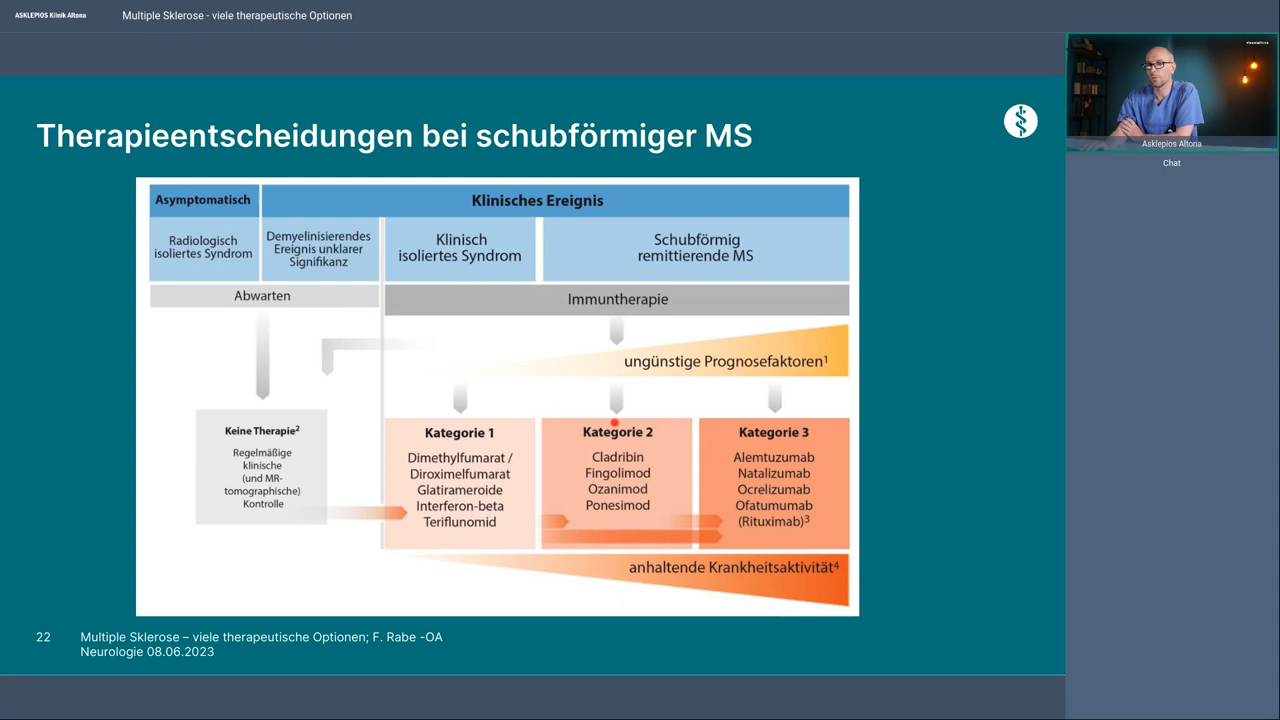 ASKLEPIOS Klinik Altona
Multiple Sklerose - viele therapeutische Optionen
Therapieentscheidungen bei schubförmiger MS
Asymptomatisch
Klinisches Ereignis
Radiologisch
isoliertes Syndrom
Demyelinisierendes
Ereignis unklarer
Signifikanz
Klinisch
isoliertes Syndrom
Schubförmig
remittierende MS
Abwarten
Immuntherapie
ungünstige Prognosefaktoren¹
Keine Therapie²
Regelmäßige
klinische
(und MR-
tomographische)
Kontrolle
Kategorie 1
Dimethylfumarat /
Diroximelfumarat
Glatirameroide
Interferon-beta
Teriflunomid
Kategorie 2
Cladribin
Fingolimod
Ozanimod
Ponesimod
Kategorie 3
Alemtuzumab
Natalizumab
Ocrelizumab
Ofatumumab
(Rituximab)³
anhaltende Krankheitsaktivität⁴
22
Multiple Sklerose – viele therapeutische Optionen; F. Rabe -OA
Neurologie 08.06.2023
Asklepios Altona
Chat